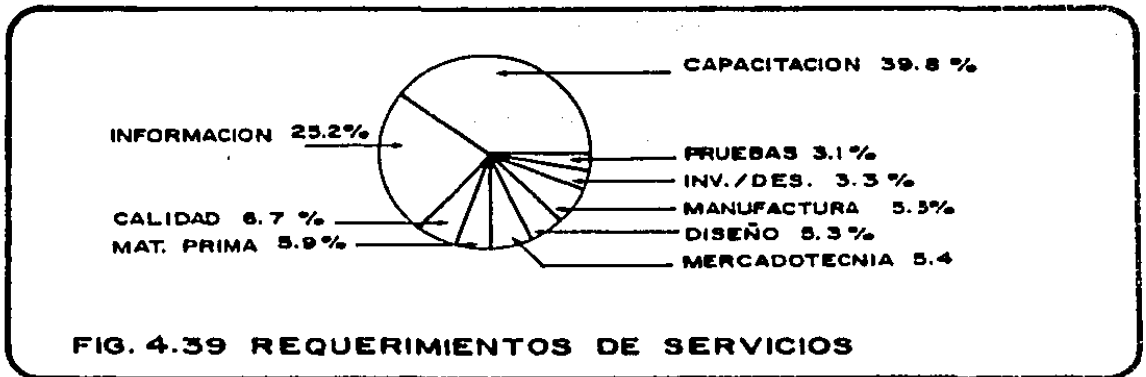 CAPACITACION 39.8 %
INFORMACION 25.2%
PRUEBAS 3.1 %
INV./DES. 3.3 %
MANUFACTURA 5.5%
CALIDAD 6.7 %
DISEÑO 5.3 %
MAT. PRIMA 5.9%
MERCADOTECNIA 5.4
FIG. 4.39 REQUERIMIENTOS DE SERVICIOS